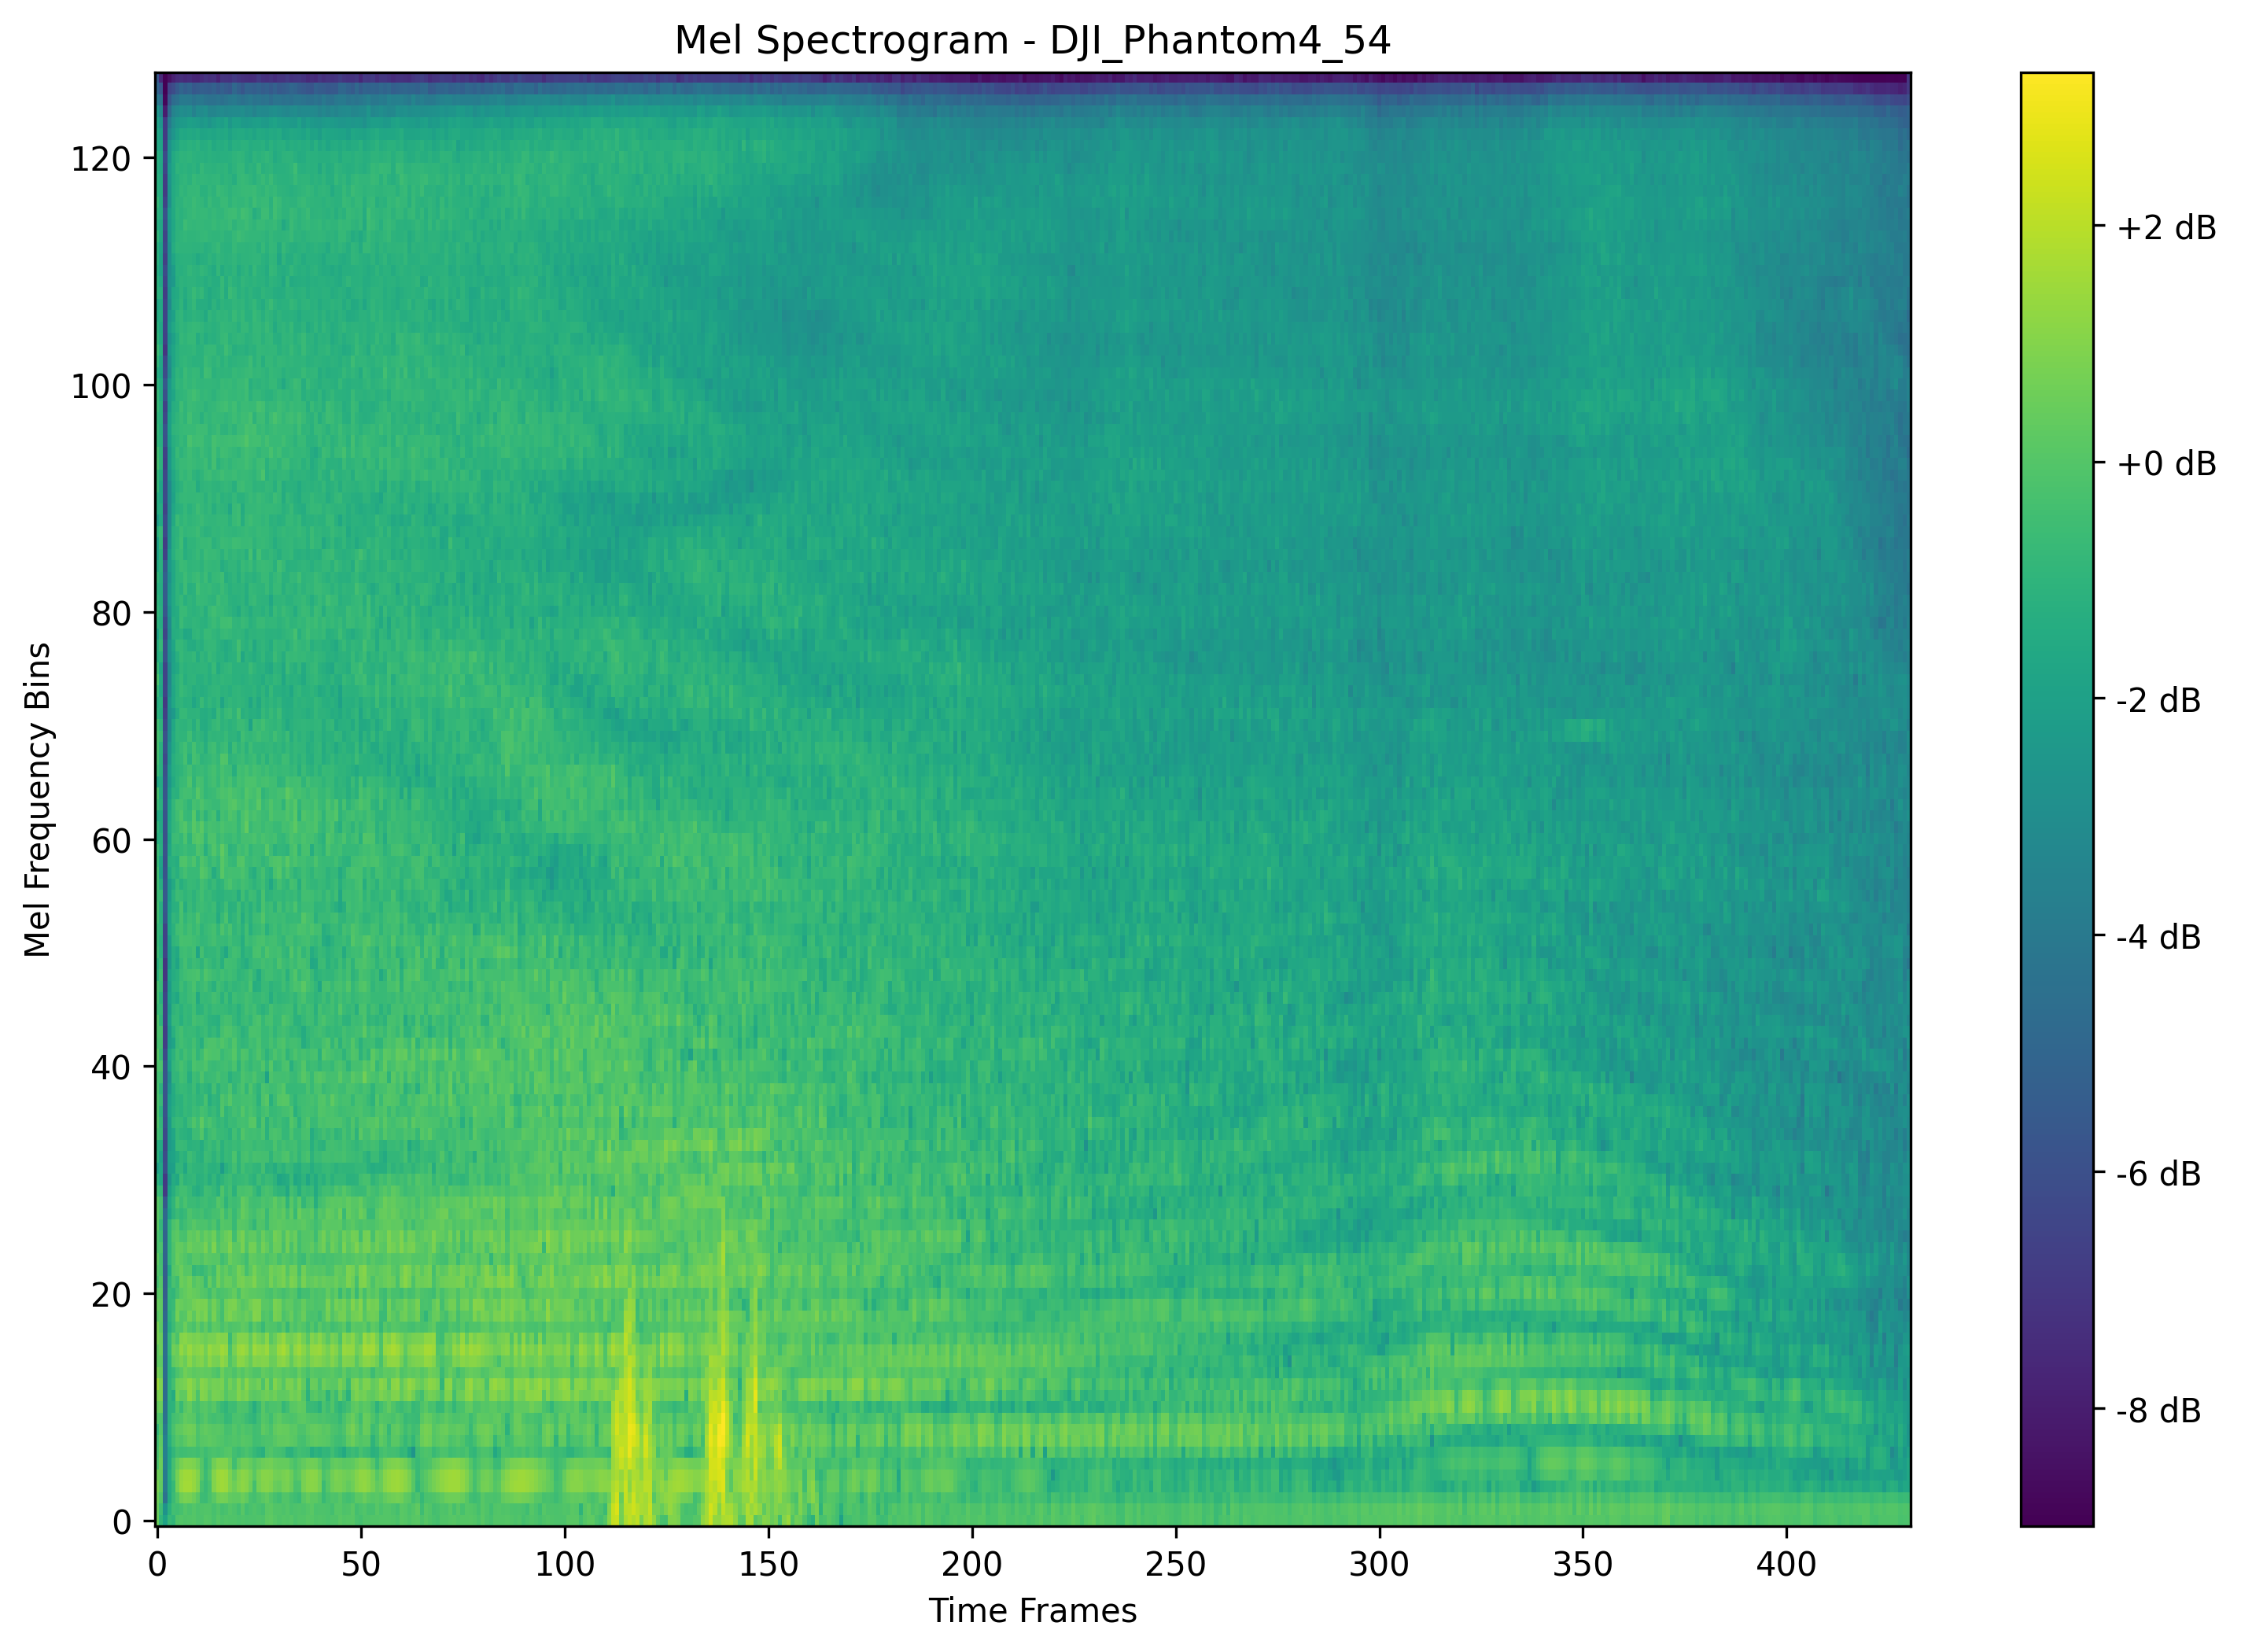 Mel Spectrogram - DJI_Phantom4_54
120
100
80
60
40
20
0
Mel Frequency Bins
0 50 100 150 200 250 300 350 400
Time Frames
+2 dB
+0 dB
-2 dB
-4 dB
-6 dB
-8 dB